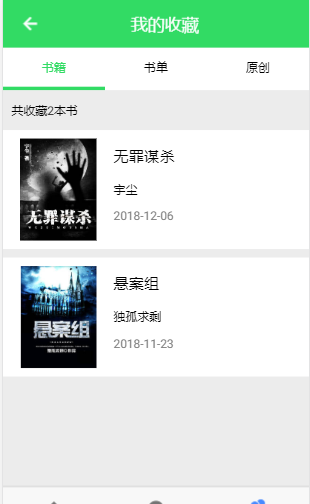 我的收藏
书籍
书单
原创
共收藏2本书
无罪谋杀
宇尘
2018-12-06
无罪谋杀
悬案组
独孤求剩
2018-11-23
悬案组